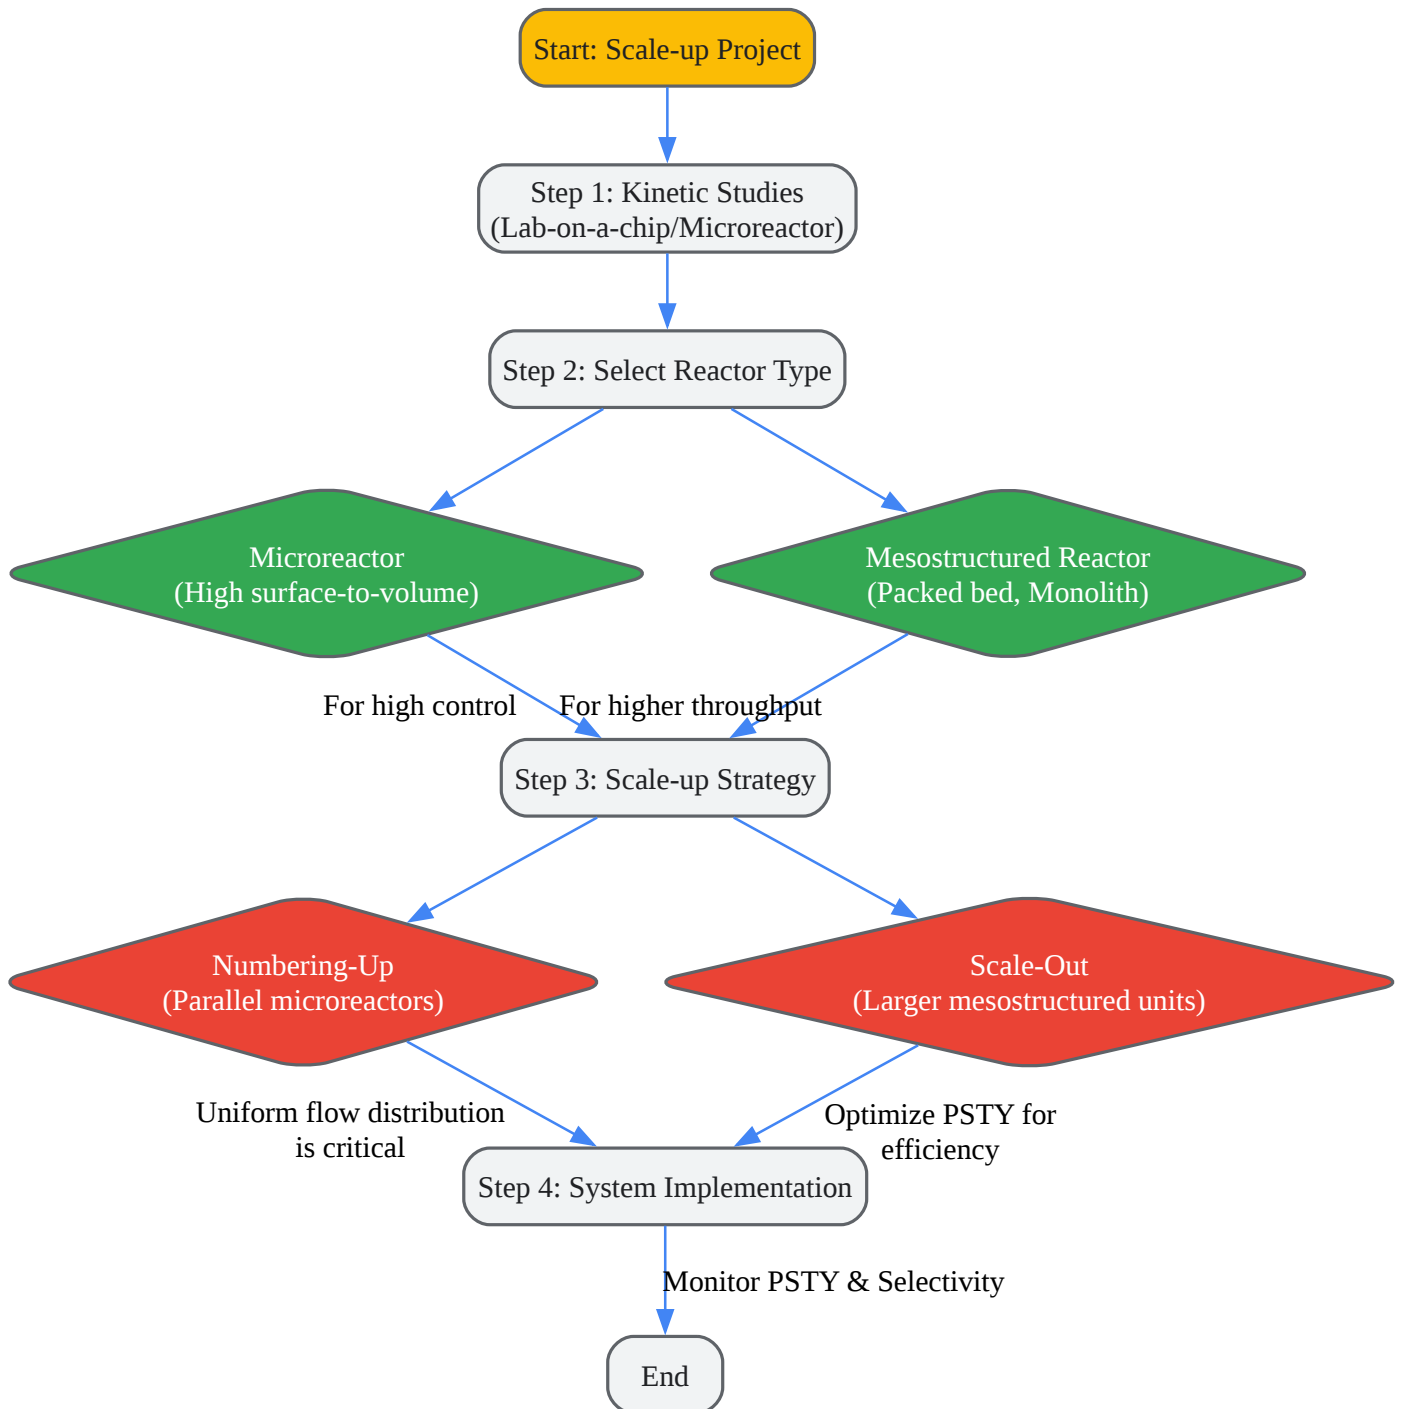 Start: Scale-up Project
Step 1: Kinetic Studies
(Lab-on-a-chip/Microreactor)
Step 2: Select Reactor Type
Microreactor
(High surface-to-volume)
Mesostructured Reactor
(Packed bed, Monolith)
For high control
For higher throughput
Step 3: Scale-up Strategy
Numbering-Up
(Parallel microreactors)
Scale-Out
(Larger mesostructured units)
Uniform flow distribution
is critical
Optimize PSTY for
efficiency
Step 4: System Implementation
Monitor PSTY & Selectivity
End